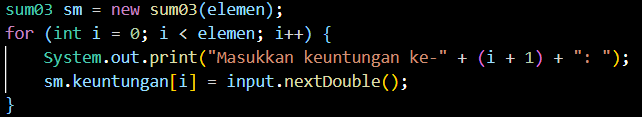 sum03 sm = new sum03(elemen);
for (int i = 0; i < elemen; i++) {
    System.out.print("Masukkan keuntungan ke-" + (i + 1) + ": ");
    sm.keuntungan[i] = input.nextDouble();
}